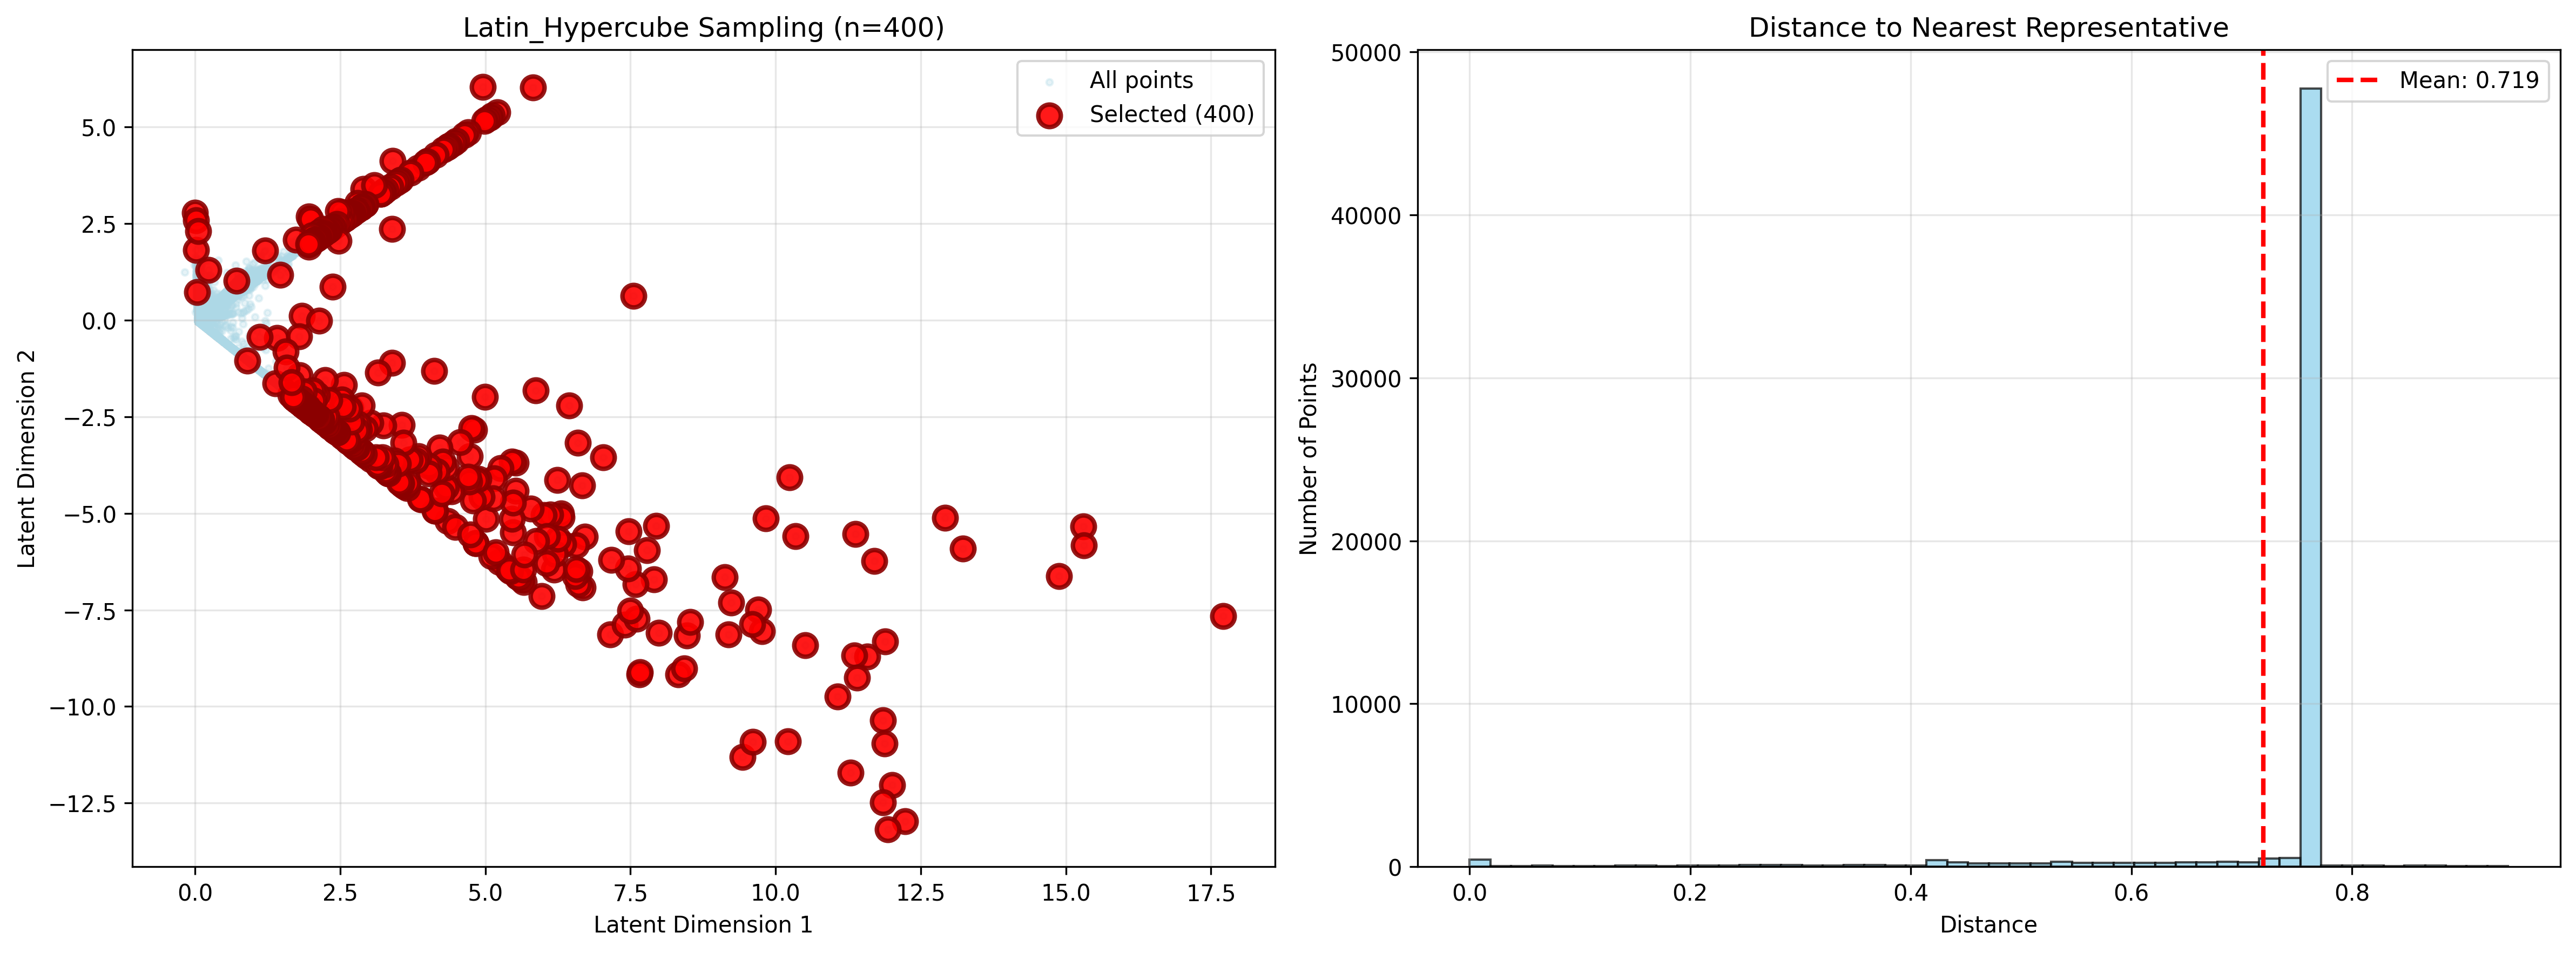 Latin_Hypercube Sampling (n=400)
All points
Selected (400)
5.0
2.5
0.0
−2.5
−5.0
−7.5
−10.0
−12.5
Latent Dimension 2
0.0 2.5 5.0 7.5 10.0 12.5 15.0 17.5
Latent Dimension 1
Distance to Nearest Representative
Mean: 0.719
50000
40000
30000
20000
10000
0
Number of Points
0.0 0.2 0.4 0.6 0.8
Distance